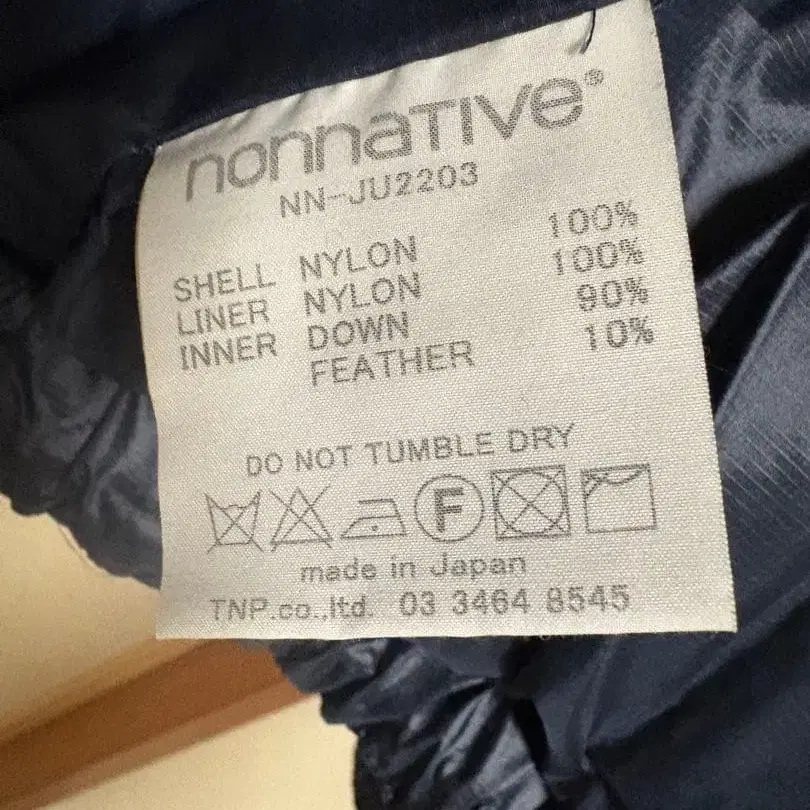 nonnative®
NN-JU2203
SHELL NYLON 100%
LINER NYLON 100%
INNER DOWN 90%
FEATHER 10%
DO NOT TUMBLE DRY
F
made in Japan
TNP.co.,ltd. 03 3464 8545